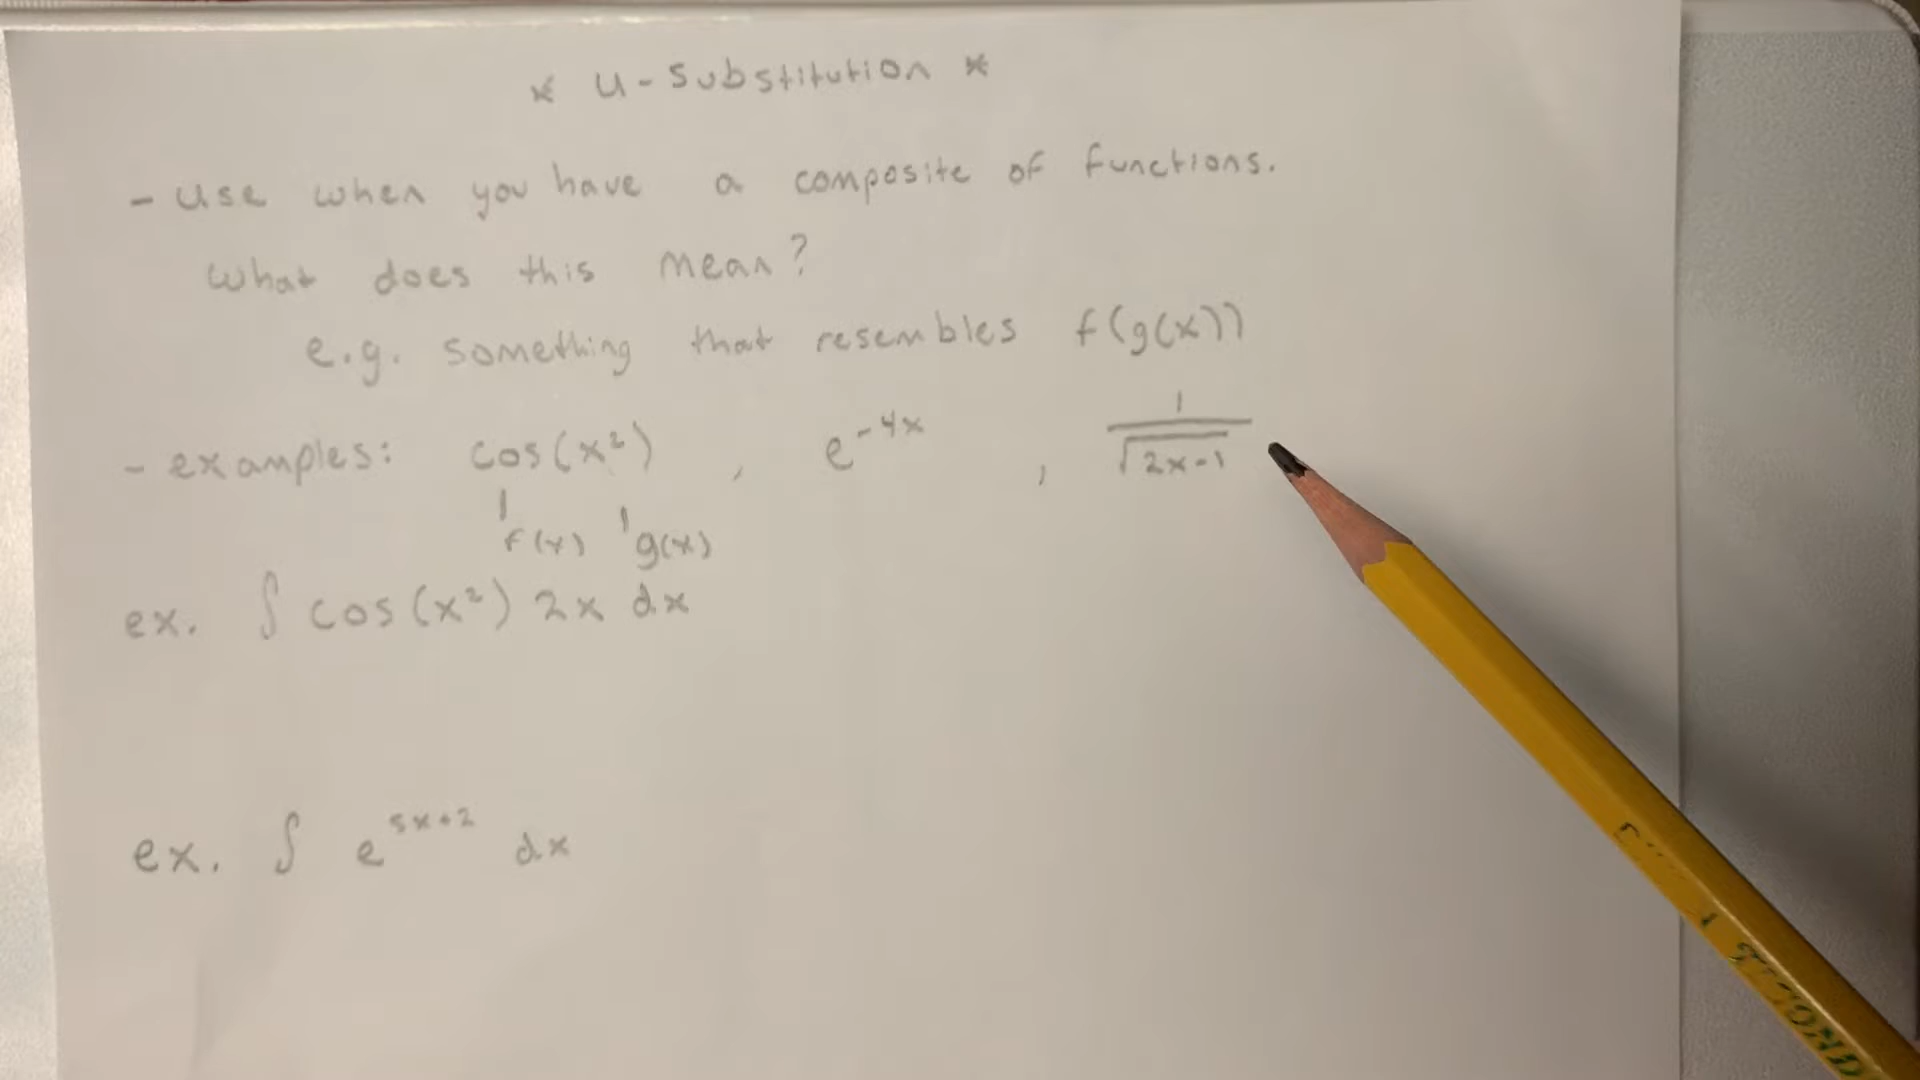 * u-substitution *
- use when you have a composite of functions.
what does this mean?
e.g. something that resembles f(g(x))
- examples: cos(x²) , e^-4x , 1/√(2x-1)
f(x) g(x)
ex. ∫ cos(x²) 2x dx
ex. ∫ e^5x+2 dx